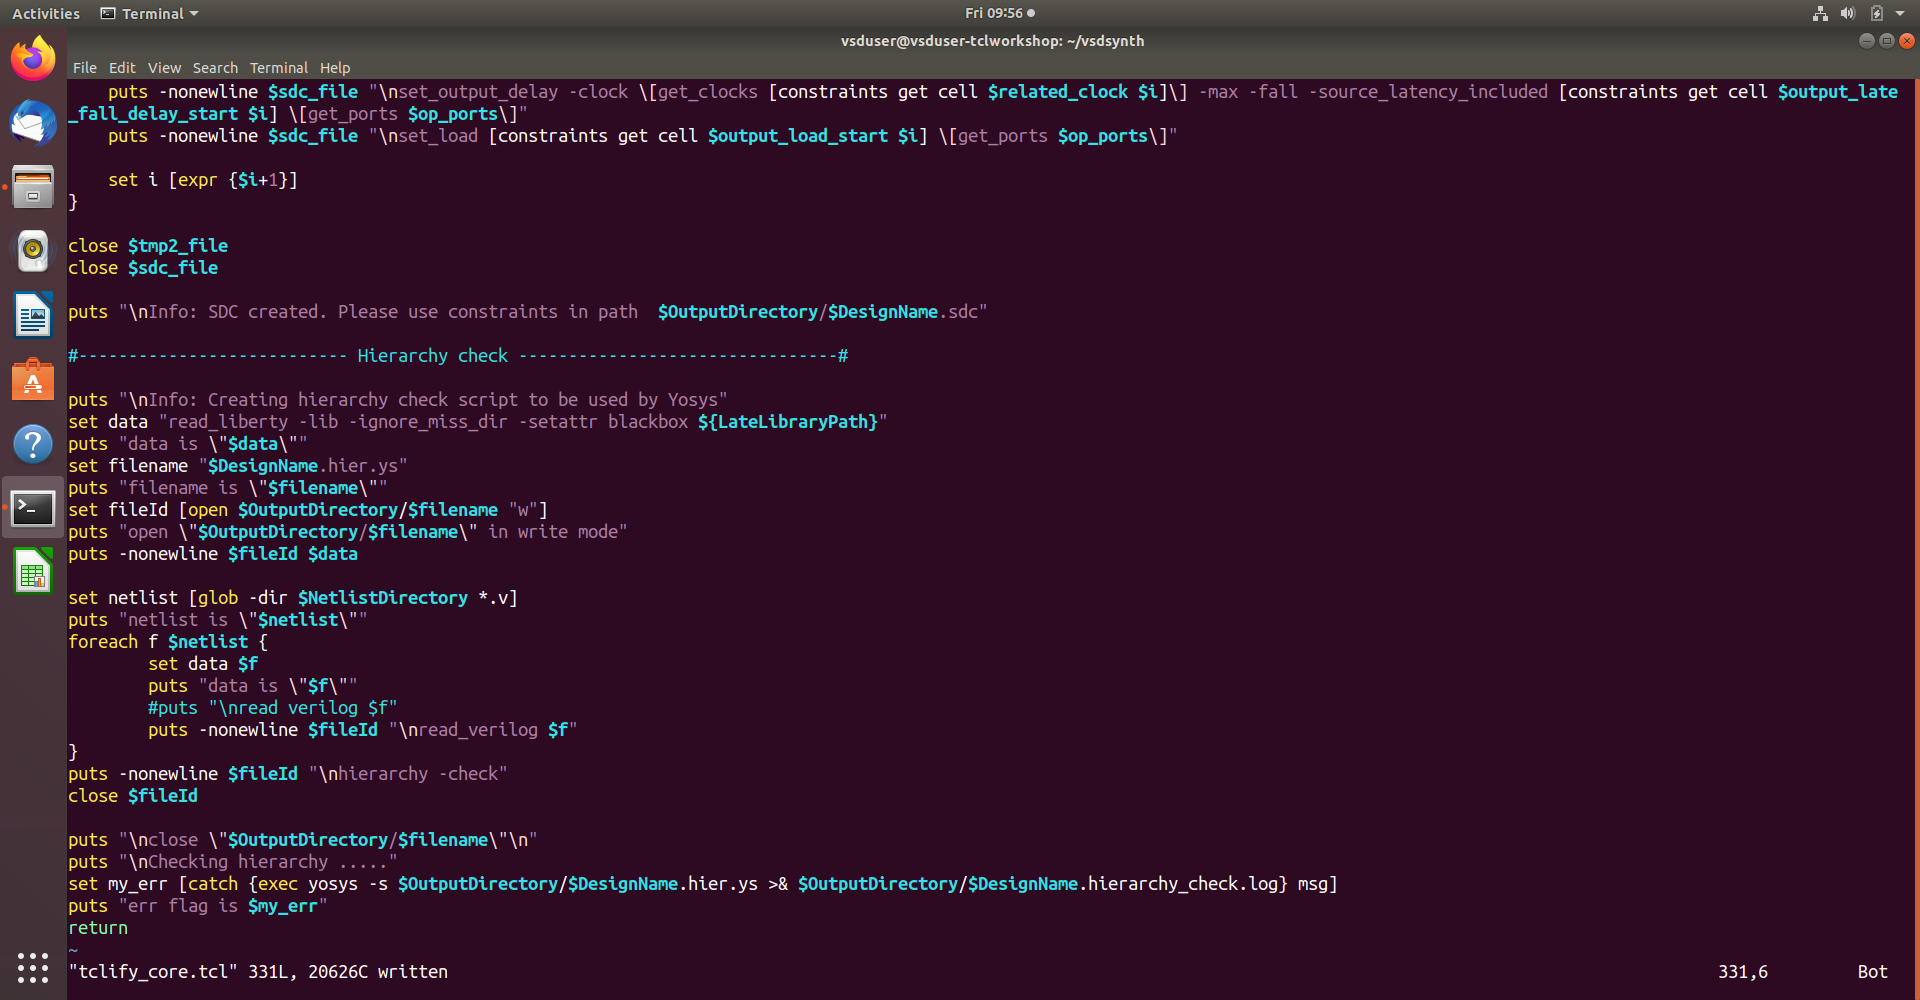 Activities Terminal Fri 09:56
vsduser@vsduser-tclworkshop: ~/vsdsynth
File Edit View Search Terminal Help
    puts -nonewline $sdc_file "\nset_output_delay -clock \[get_clocks [constraints get cell $related_clock $i]\] -max -fall -source_latency_included [constraints get cell $output_late
_fall_delay_start $i] \[get_ports $op_ports\]"
    puts -nonewline $sdc_file "\nset_load [constraints get cell $output_load_start $i] \[get_ports $op_ports\]"
    set i [expr {$i+1}]
}
close $tmp2_file
close $sdc_file
puts "\nInfo: SDC created. Please use constraints in path  $OutputDirectory/$DesignName.sdc"
#--------------------------- Hierarchy check --------------------------------#
puts "\nInfo: Creating hierarchy check script to be used by Yosys"
set data "read_liberty -lib -ignore_miss_dir -setattr blackbox ${LateLibraryPath}"
puts "data is \"$data\""
set filename "$DesignName.hier.ys"
puts "filename is \"$filename\""
set fileId [open $OutputDirectory/$filename "w"]
puts "open \"$OutputDirectory/$filename\" in write mode"
puts -nonewline $fileId $data
set netlist [glob -dir $NetlistDirectory *.v]
puts "netlist is \"$netlist\""
foreach f $netlist {
        set data $f
        puts "data is \"$f\""
        #puts "\nread verilog $f"
        puts -nonewline $fileId "\nread_verilog $f"
}
puts -nonewline $fileId "\nhierarchy -check"
close $fileId
puts "\nclose \"$OutputDirectory/$filename\"\n"
puts "\nChecking hierarchy ....."
set my_err [catch {exec yosys -s $OutputDirectory/$DesignName.hier.ys >& $OutputDirectory/$DesignName.hierarchy_check.log} msg]
puts "err flag is $my_err"
return
~
"tclify_core.tcl" 331L, 20626C written 331,6 Bot